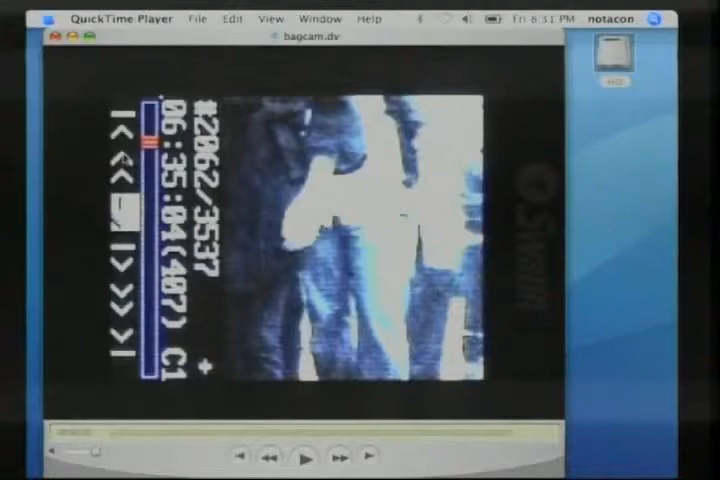 QuickTime Player File Edit View Window Help Fri 8:31 PM notacon
bagcam.dv
#2062/3537
06:35:04(407) C1